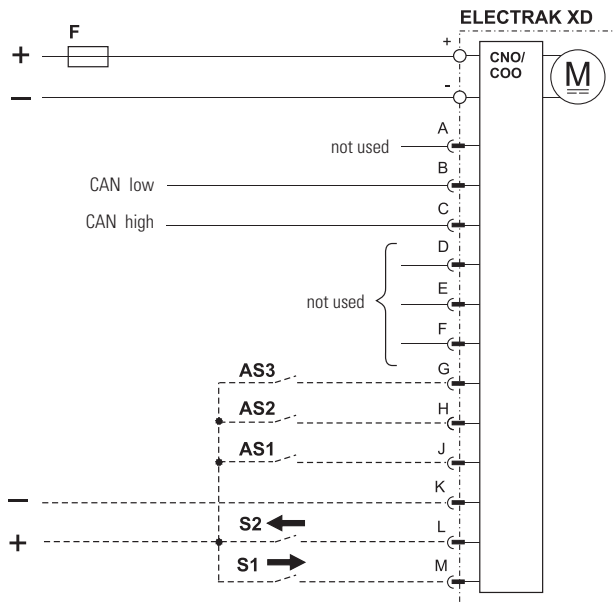 ELECTRAK XD
F
+
+
CNO/
COO
M
–
-
A
not used
B
CAN low
C
CAN high
D
E
not used
F
AS3
G
AS2
H
AS1
J
K
–
S2
L
+
S1
M